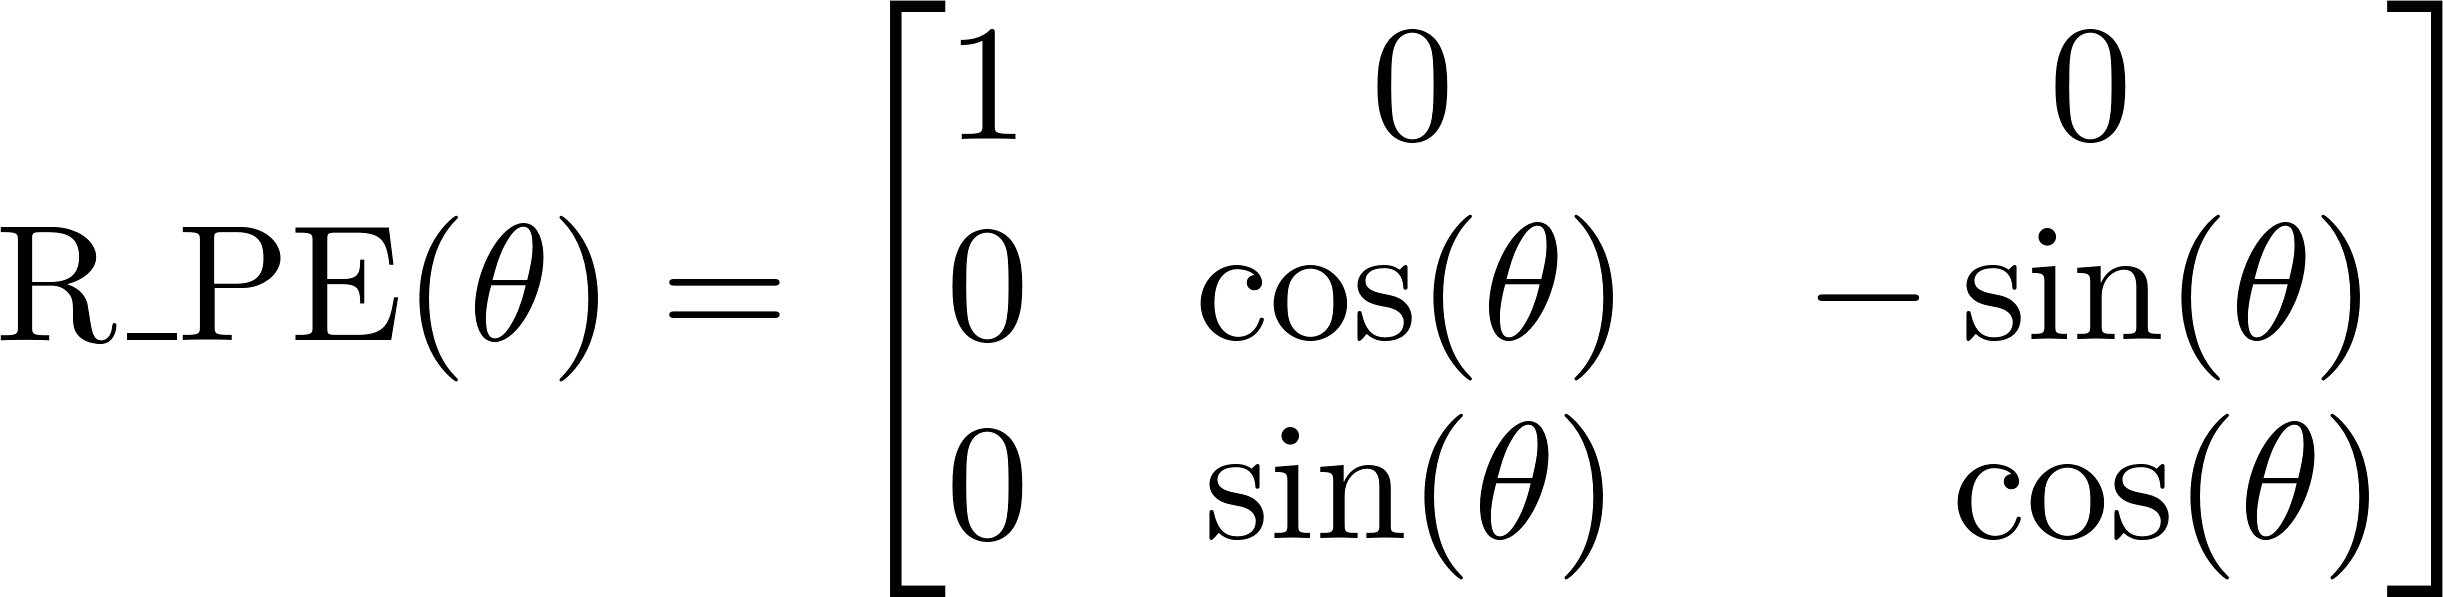 1 0 0
R_PE(θ) = 0 cos(θ) − sin(θ)
0 sin(θ) cos(θ)